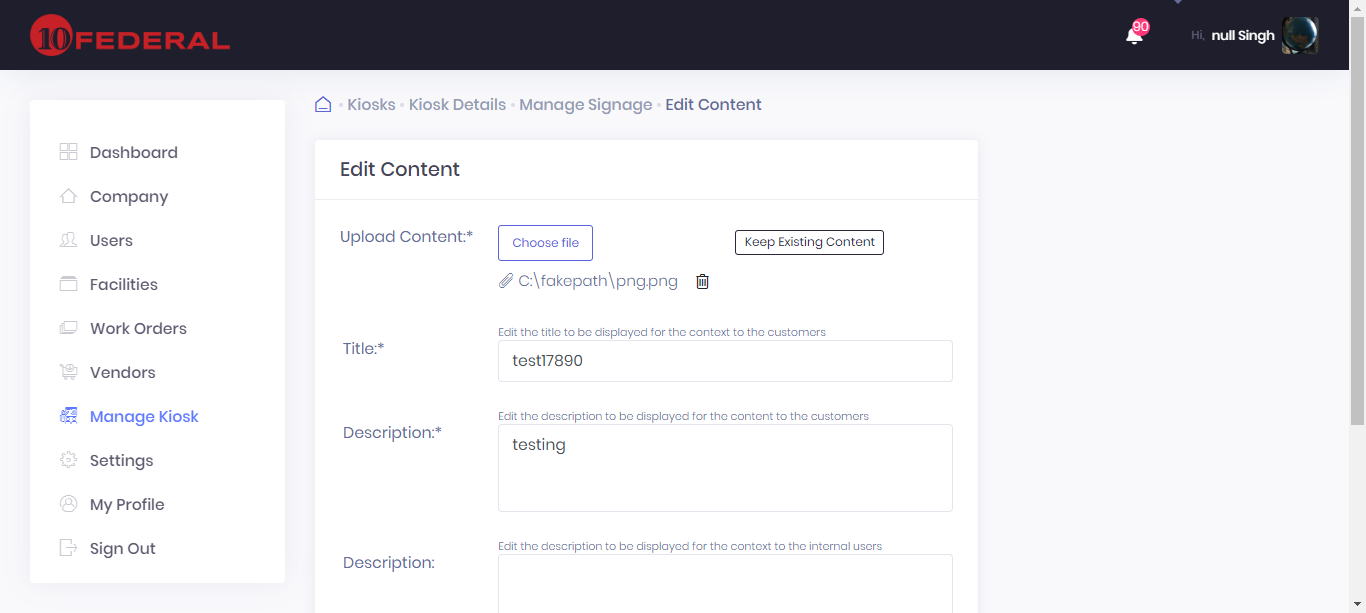 10 FEDERAL
90
Hi, null Singh
Kiosks • Kiosk Details • Manage Signage • Edit Content
Dashboard
Company
Users
Facilities
Work Orders
Vendors
Manage Kiosk
Settings
My Profile
Sign Out
Edit Content
Upload Content:*
Choose file
Keep Existing Content
C:\fakepath\png.png
Edit the title to be displayed for the context to the customers
Title:*
test17890
Edit the description to be displayed for the content to the customers
Description:*
testing
Edit the description to be displayed for the context to the internal users
Description: